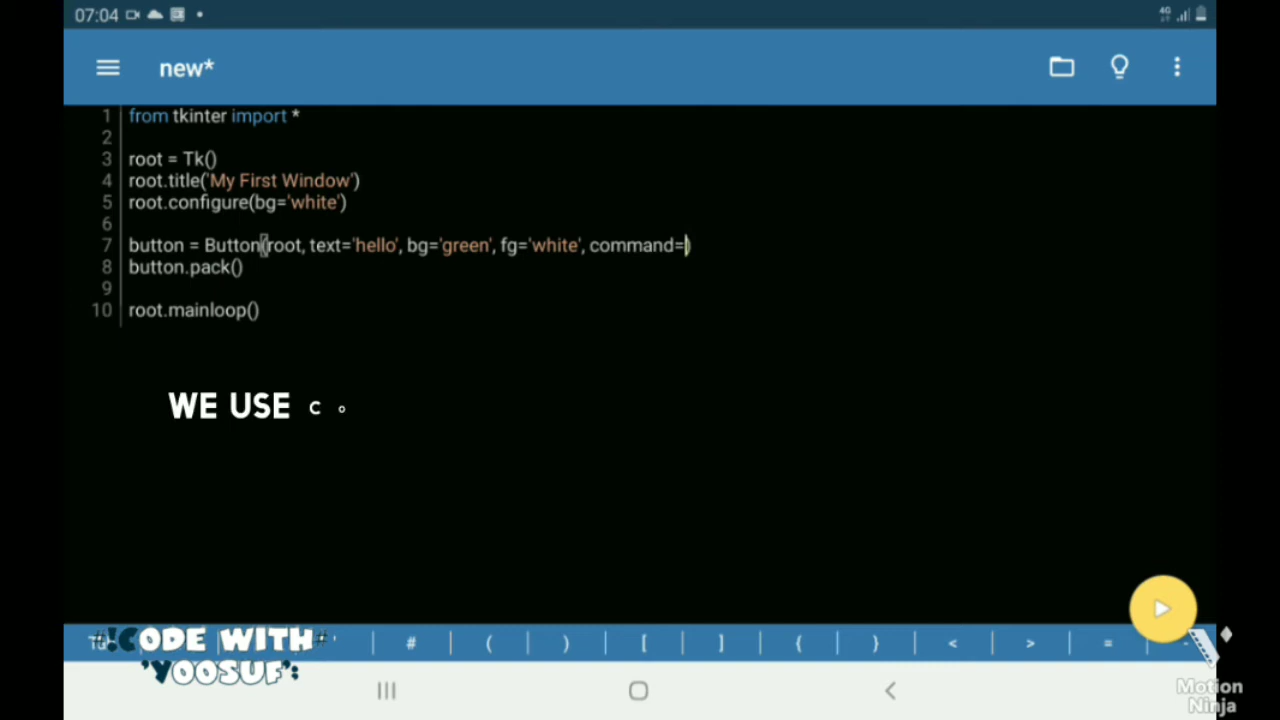 07:04
4G
new*
1 from tkinter import *
2
3 root = Tk()
4 root.title('My First Window')
5 root.configure(bg='white')
6
7 button = Button(root, text='hello', bg='green', fg='white', command=)
8 button.pack()
9
10 root.mainloop()
WE USE C O
#!CODE WITH#
'YOOSUF':
' # ( ) [ ] { } < > = -
Motion
Ninja